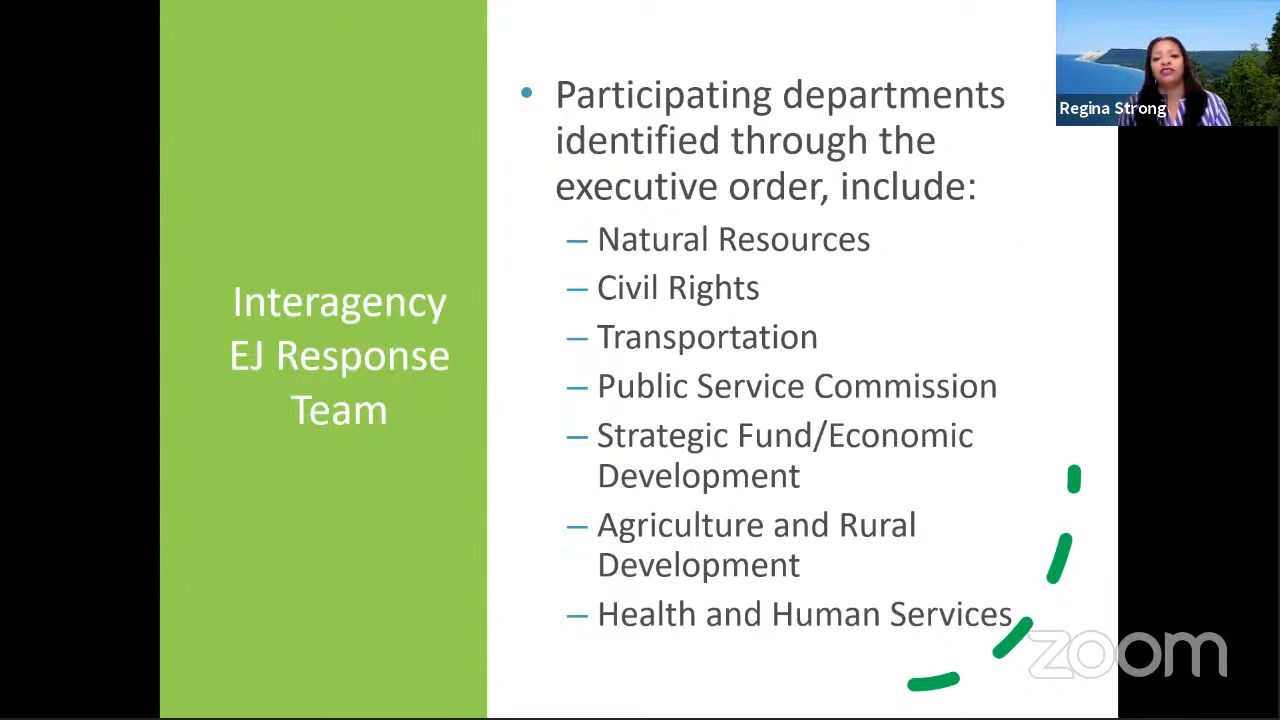 Interagency
EJ Response
Team
• Participating departments
identified through the
executive order, include:
– Natural Resources
– Civil Rights
– Transportation
– Public Service Commission
– Strategic Fund/Economic
Development
– Agriculture and Rural
Development
– Health and Human Services
Regina Strong
zoom